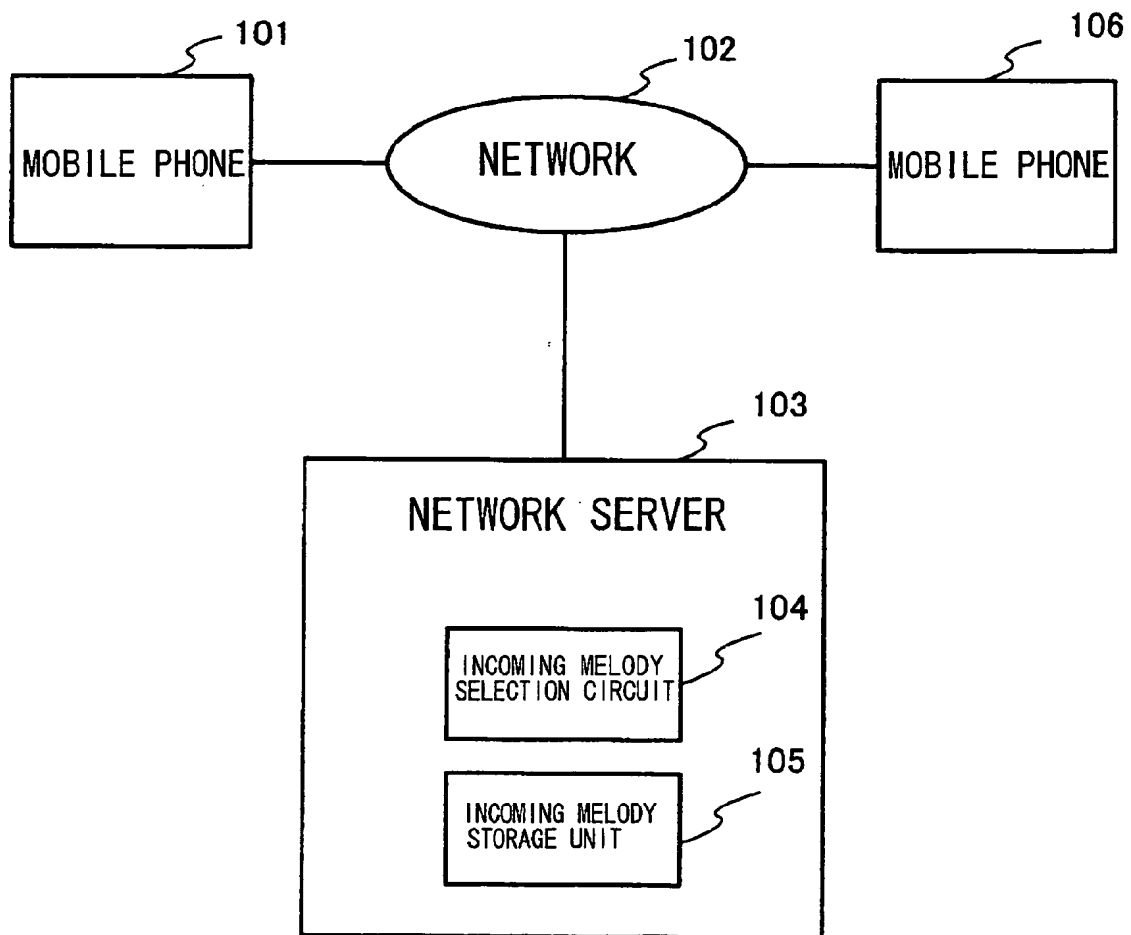 101
102
106
MOBILE PHONE
NETWORK
MOBILE PHONE
103
NETWORK SERVER
104
INCOMING MELODY
SELECTION CIRCUIT
105
INCOMING MELODY
STORAGE UNIT